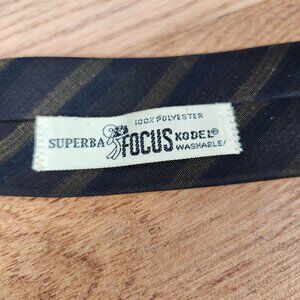 100% POLYESTER
SUPERBA FOCUS KODEL®
WASHABLE/